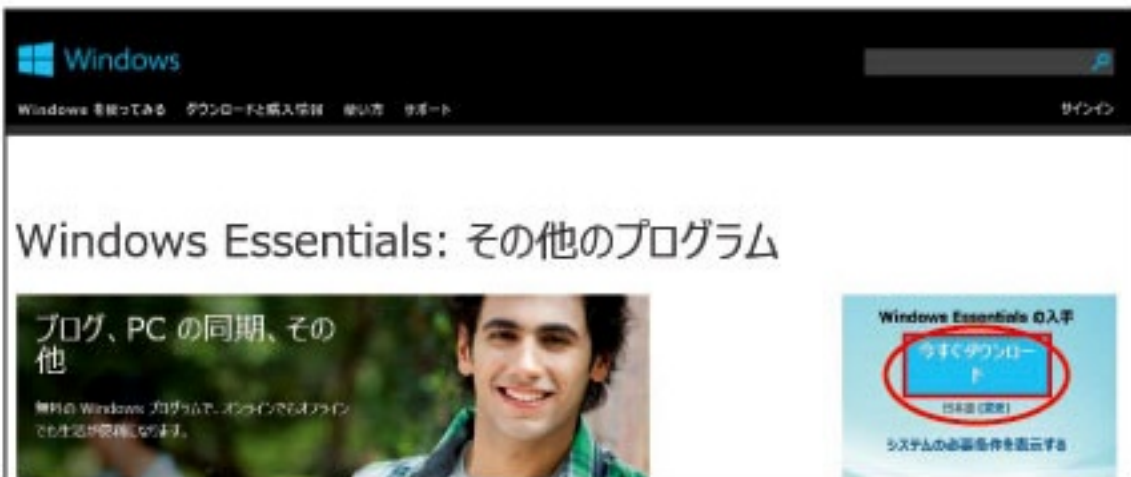 Windows
Windows を使ってみる ダウンロードと購入情報 使い方 サポート
サインイン
Windows Essentials: その他のプログラム
ブログ、PC の同期、その
他
無料の Windows プログラムで、オンラインでもオフライン
でも生活が便利になります。
Windows Essentials の入手
今すぐダウンロー
ド
日本語 (変更)
システムの必要条件を表示する